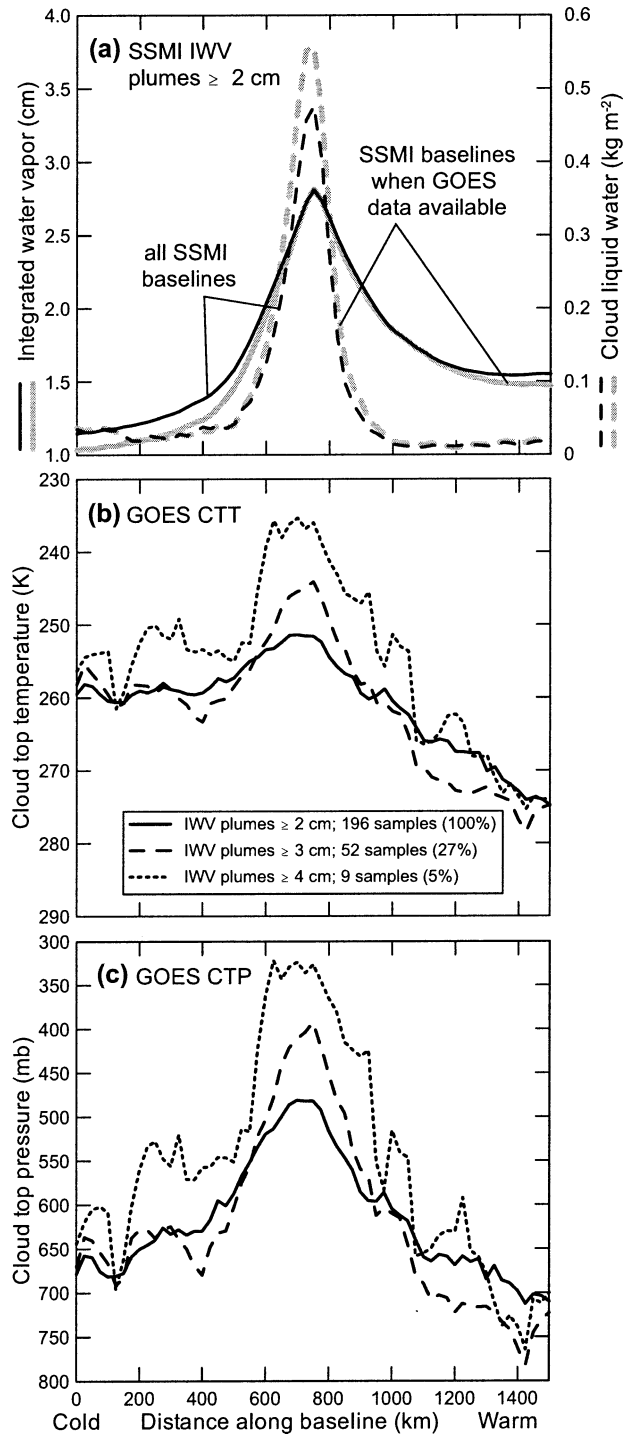 (a) SSMI IWV
plumes ≥ 2 cm
SSMI baselines
when GOES
data available
all SSMI
baselines
Integrated water vapor (cm)
4.0
3.5
3.0
2.5
2.0
1.5
1.0
Cloud liquid water (kg m-2)
0.6
0.5
0.4
0.3
0.2
0.1
0
(b) GOES CTT
Cloud top temperature (K)
230
240
250
260
270
280
290
IWV plumes ≥ 2 cm; 196 samples (100%)
IWV plumes ≥ 3 cm; 52 samples (27%)
IWV plumes ≥ 4 cm; 9 samples (5%)
(c) GOES CTP
Cloud top pressure (mb)
300
350
400
450
500
550
600
650
700
750
800
0 200 400 600 800 1000 1200 1400
Cold Distance along baseline (km) Warm